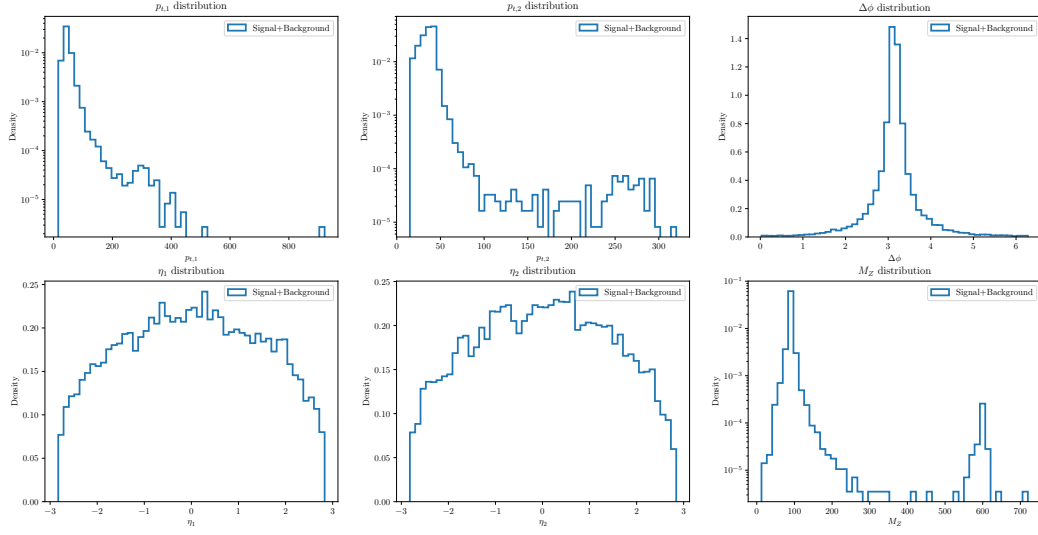 p_{t,1} distribution
Signal+Background
Density
10^{-2}
10^{-3}
10^{-4}
10^{-5}
0 200 400 600 800
p_{t,1}
p_{t,2} distribution
Signal+Background
Density
10^{-2}
10^{-3}
10^{-4}
10^{-5}
0 50 100 150 200 250 300
p_{t,2}
Δϕ distribution
Signal+Background
Density
1.4
1.2
1.0
0.8
0.6
0.4
0.2
0.0
0 1 2 3 4 5 6
Δϕ
η_1 distribution
Signal+Background
Density
0.25
0.20
0.15
0.10
0.05
0.00
−3 −2 −1 0 1 2 3
η_1
η_2 distribution
Signal+Background
Density
0.25
0.20
0.15
0.10
0.05
0.00
−3 −2 −1 0 1 2 3
η_2
M_Z distribution
Signal+Background
Density
10^{-1}
10^{-2}
10^{-3}
10^{-4}
10^{-5}
0 100 200 300 400 500 600 700
M_Z